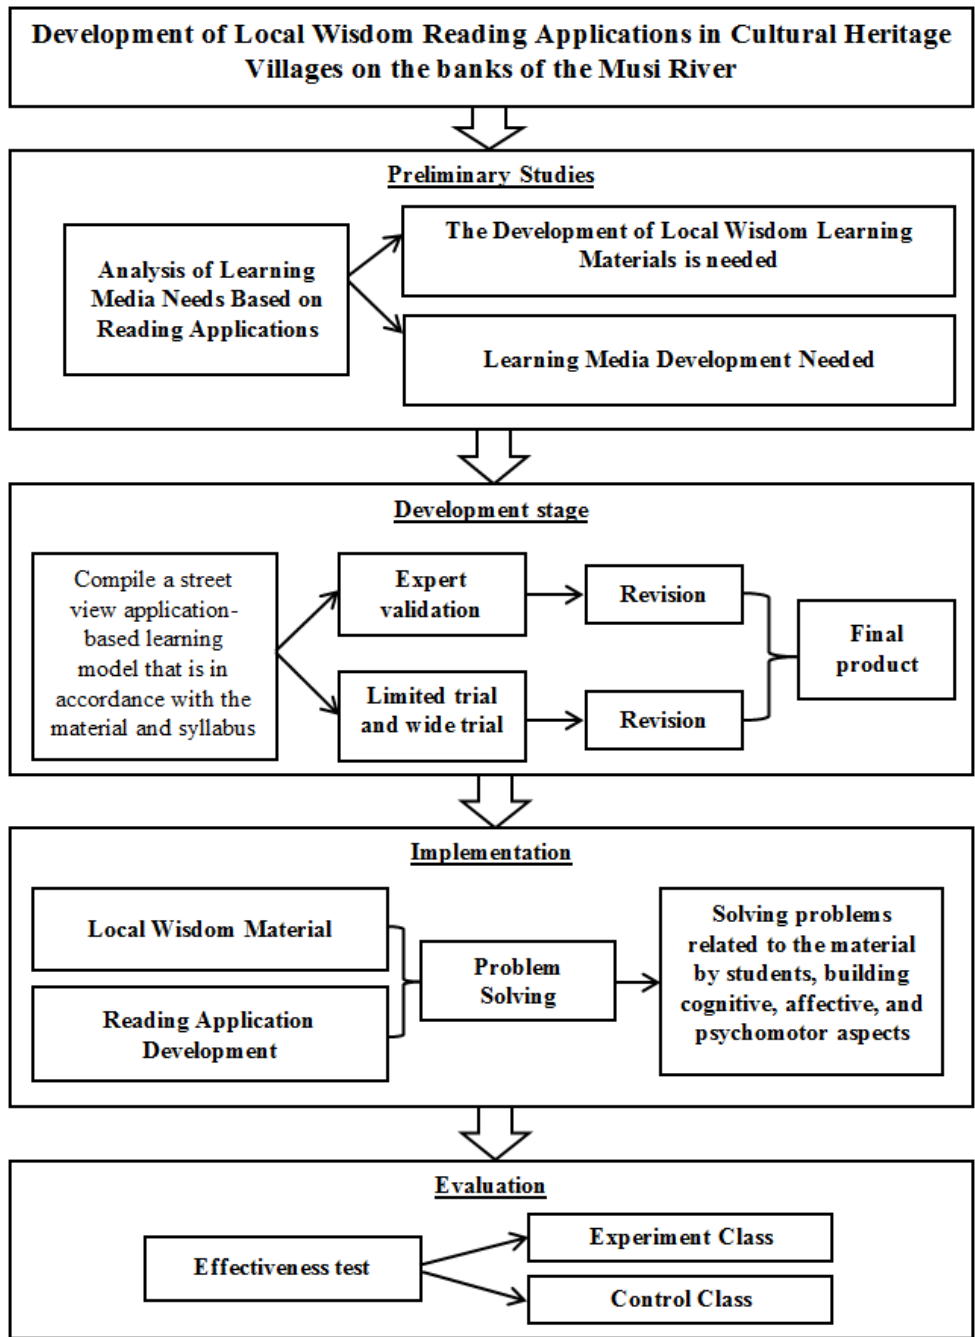 Development of Local Wisdom Reading Applications in Cultural Heritage
Villages on the banks of the Musi River
Preliminary Studies
Analysis of Learning
Media Needs Based on
Reading Applications
The Development of Local Wisdom Learning
Materials is needed
Learning Media Development Needed
Development stage
Compile a street
view application-
based learning
model that is in
accordance with the
material and syllabus
Expert
validation
Revision
Limited trial
and wide trial
Revision
Final
product
Implementation
Local Wisdom Material
Reading Application
Development
Problem
Solving
Solving problems
related to the material
by students, building
cognitive, affective, and
psychomotor aspects
Evaluation
Effectiveness test
Experiment Class
Control Class